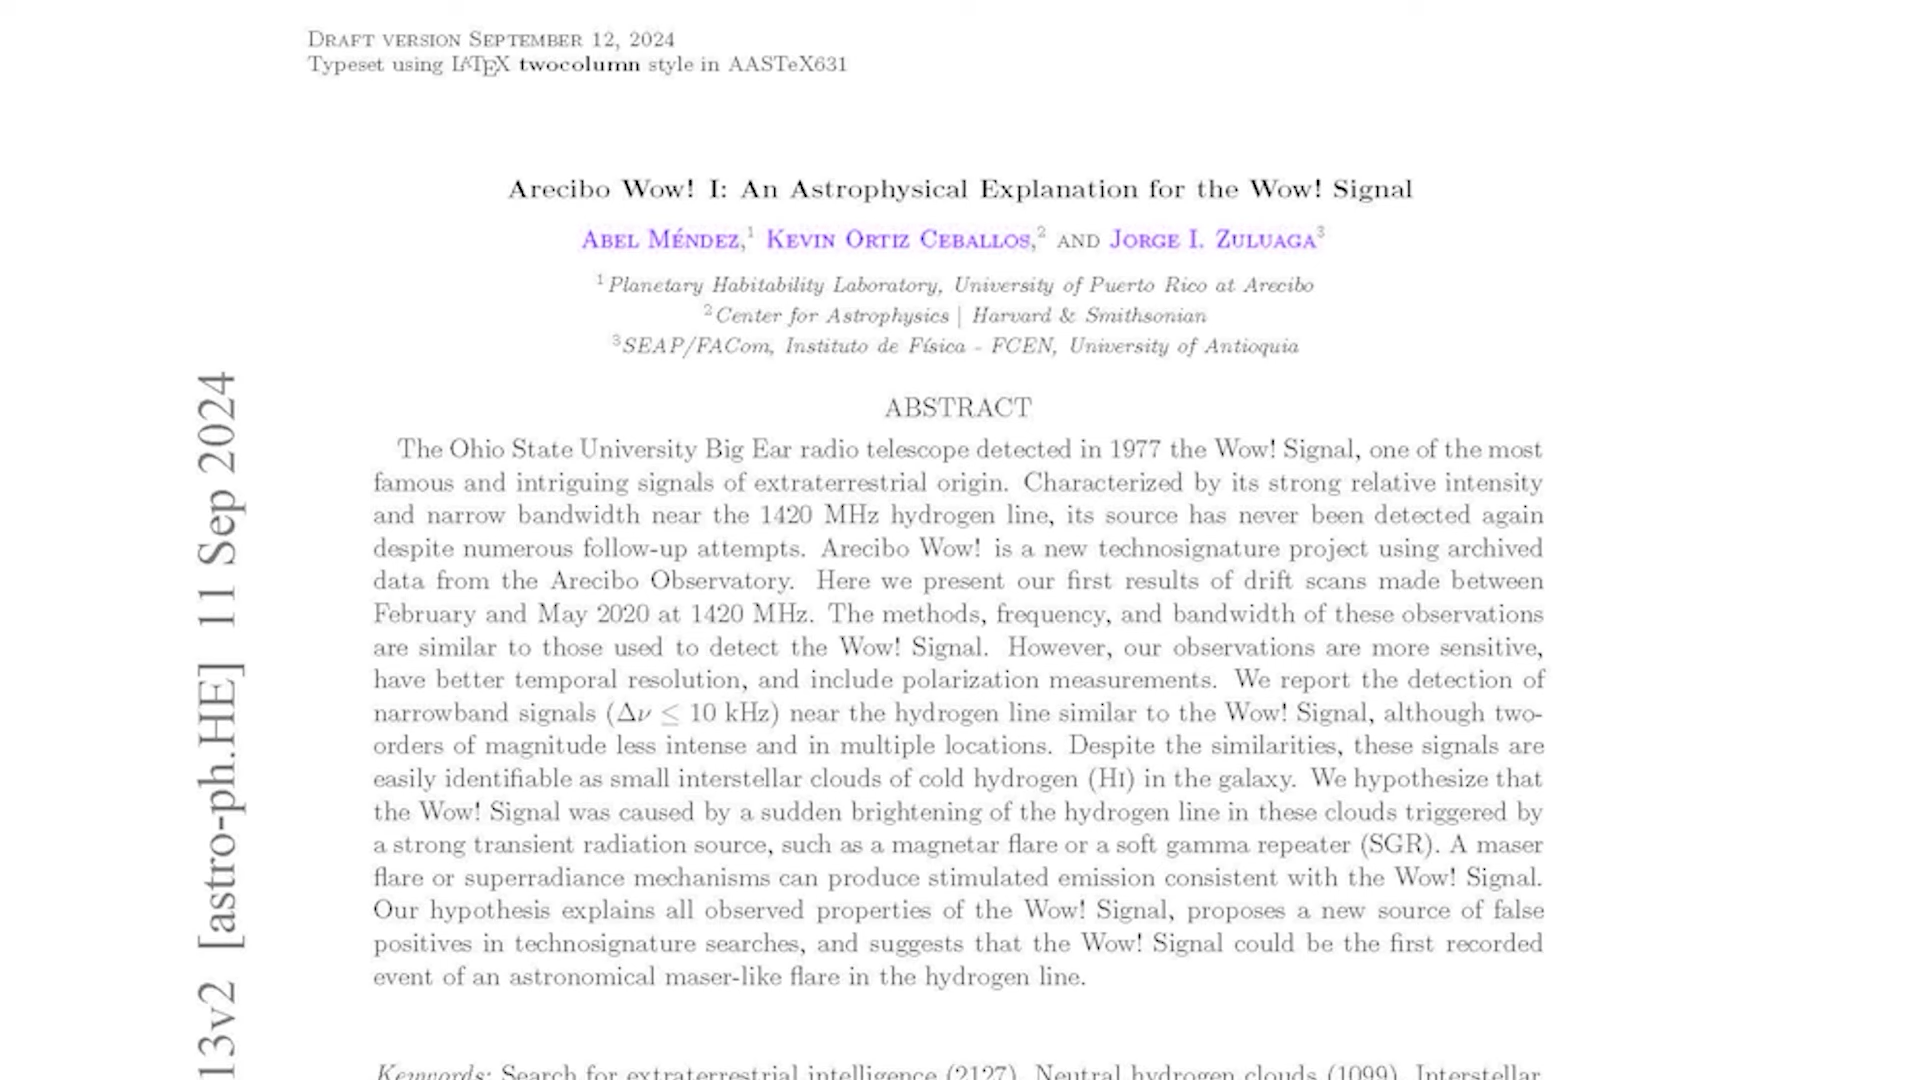 DRAFT VERSION SEPTEMBER 12, 2024
Typeset using LATEX twocolumn style in AASTeX631
Arecibo Wow! I: An Astrophysical Explanation for the Wow! Signal
ABEL MÉNDEZ,1 KEVIN ORTIZ CEBALLOS,2 AND JORGE I. ZULUAGA3
1Planetary Habitability Laboratory, University of Puerto Rico at Arecibo
2Center for Astrophysics | Harvard & Smithsonian
3SEAP/FACom, Instituto de Física - FCEN, University of Antioquia
ABSTRACT
The Ohio State University Big Ear radio telescope detected in 1977 the Wow! Signal, one of the most
famous and intriguing signals of extraterrestrial origin. Characterized by its strong relative intensity
and narrow bandwidth near the 1420 MHz hydrogen line, its source has never been detected again
despite numerous follow-up attempts. Arecibo Wow! is a new technosignature project using archived
data from the Arecibo Observatory. Here we present our first results of drift scans made between
February and May 2020 at 1420 MHz. The methods, frequency, and bandwidth of these observations
are similar to those used to detect the Wow! Signal. However, our observations are more sensitive,
have better temporal resolution, and include polarization measurements. We report the detection of
narrowband signals (Δν ≤ 10 kHz) near the hydrogen line similar to the Wow! Signal, although two-
orders of magnitude less intense and in multiple locations. Despite the similarities, these signals are
easily identifiable as small interstellar clouds of cold hydrogen (HI) in the galaxy. We hypothesize that
the Wow! Signal was caused by a sudden brightening of the hydrogen line in these clouds triggered by
a strong transient radiation source, such as a magnetar flare or a soft gamma repeater (SGR). A maser
flare or superradiance mechanisms can produce stimulated emission consistent with the Wow! Signal.
Our hypothesis explains all observed properties of the Wow! Signal, proposes a new source of false
positives in technosignature searches, and suggests that the Wow! Signal could be the first recorded
event of an astronomical maser-like flare in the hydrogen line.
Keywords: Search for extraterrestrial intelligence (2127), Neutral hydrogen clouds (1099), Interstellar
13v2 [astro-ph.HE] 11 Sep 2024